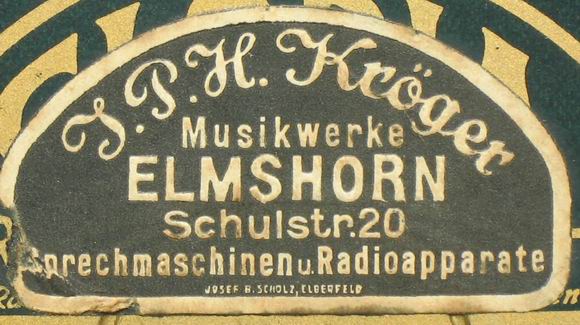 J.P.H. Kröger
Musikwerke
ELMSHORN
Schulstr. 20
Sprechmaschinen u. Radioapparate
JOSEF B. SCHOLZ, ELBERFELD